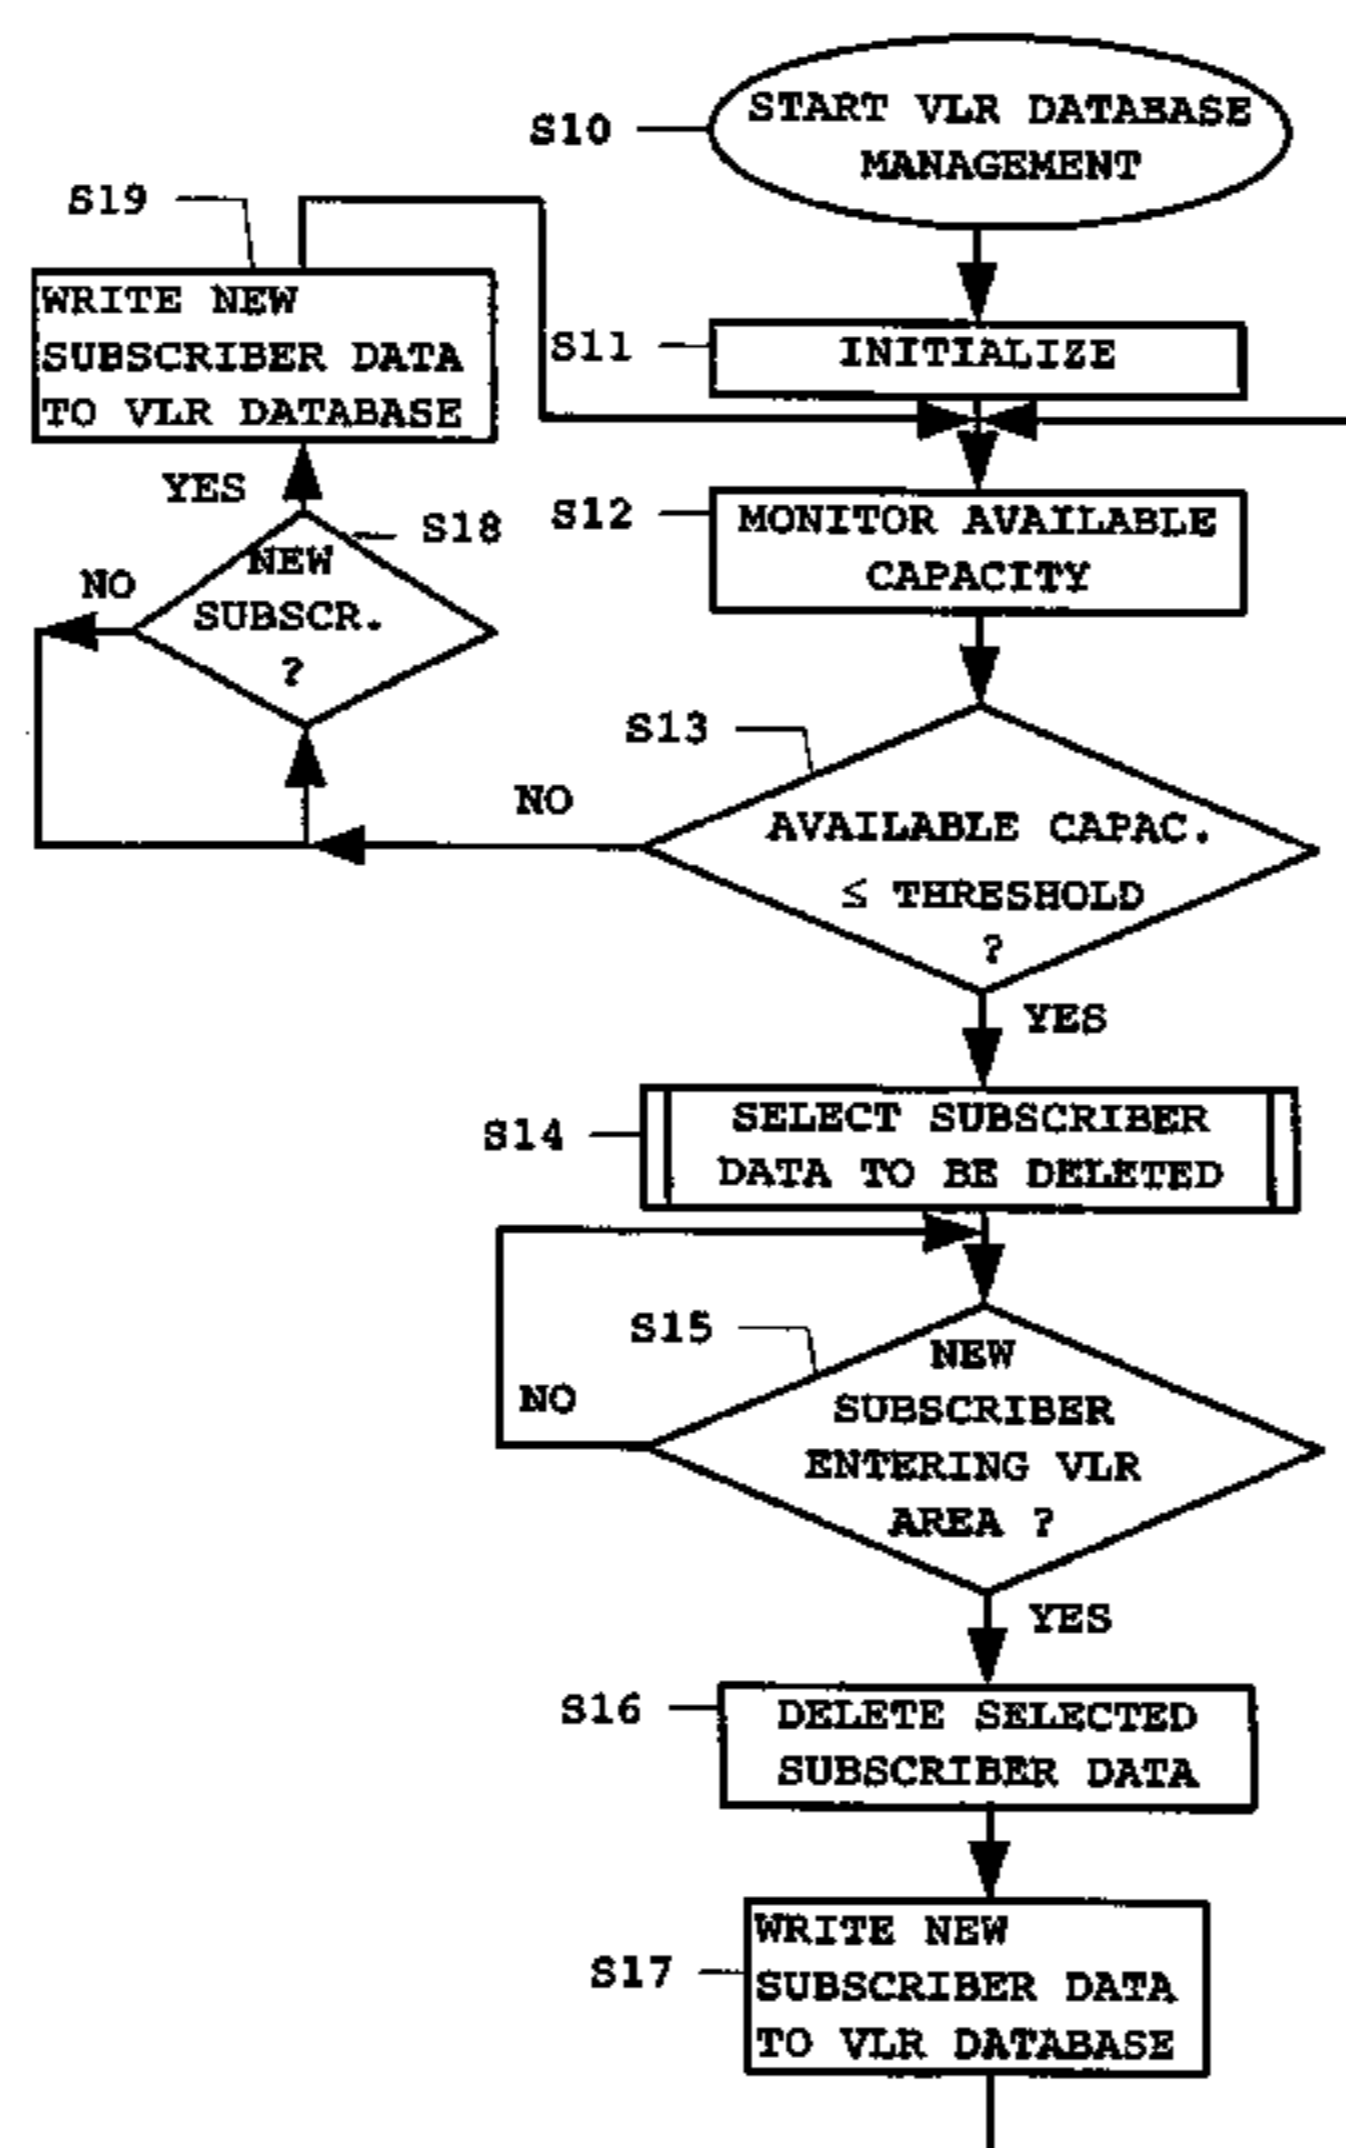 S10
START VLR DATABASE
MANAGEMENT
S11
INITIALIZE
S12
MONITOR AVAILABLE
CAPACITY
S13
AVAILABLE CAPAC.
≤ THRESHOLD
?
NO
YES
S18
NEW
SUBSCR.
?
NO
YES
S19
WRITE NEW
SUBSCRIBER DATA
TO VLR DATABASE
S14
SELECT SUBSCRIBER
DATA TO BE DELETED
S15
NEW
SUBSCRIBER
ENTERING VLR
AREA ?
NO
YES
S16
DELETE SELECTED
SUBSCRIBER DATA
S17
WRITE NEW
SUBSCRIBER DATA
TO VLR DATABASE